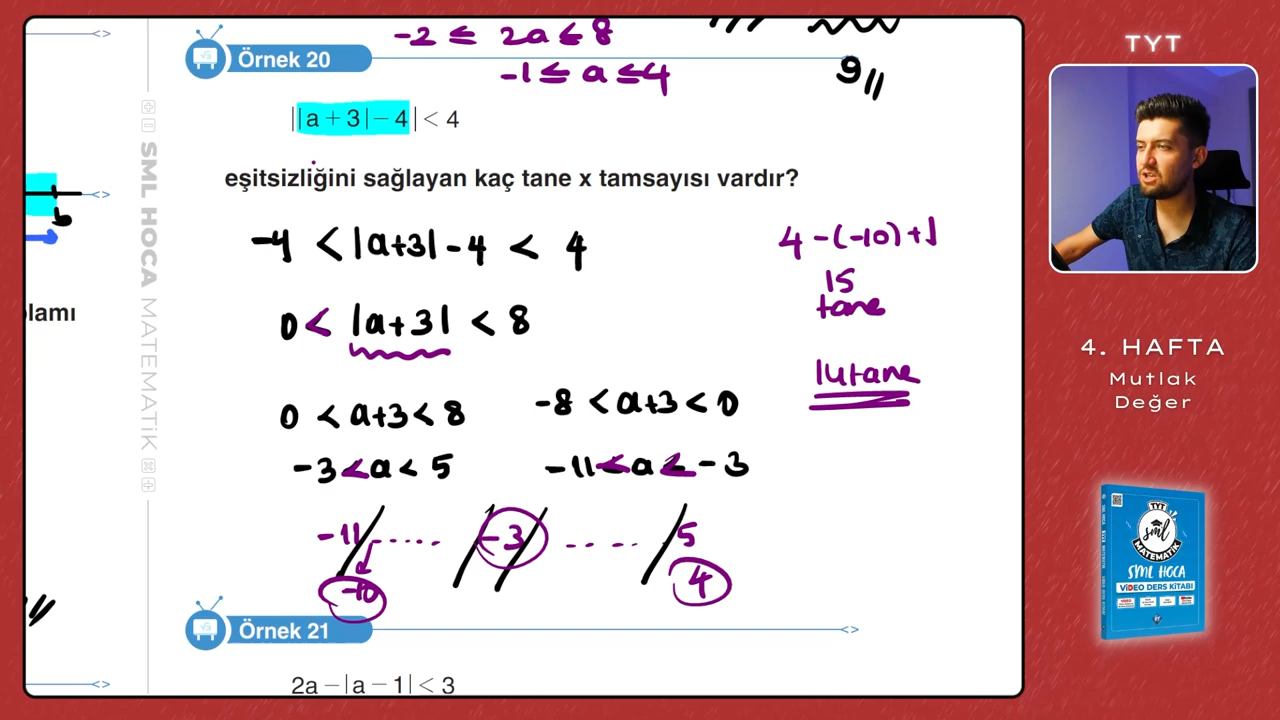 -2 ≤ 2a ≤ 8
-1 ≤ a ≤ 4
9
Örnek 20
||a + 3| − 4| < 4
eşitsizliğini sağlayan kaç tane x tamsayısı vardır?
-4 < |a+3| - 4 < 4
0 < |a+3| < 8
0 < a+3 < 8
-8 < a+3 < 0
-3 < a < 5
-11 < a < -3
-11 ..... -3 ..... 5
-10
4
4 -(-10)+1
15
tane
14tane
Örnek 21
2a − |a − 1| < 3
lamı
b
SML HOCA MATEMATİK
TYT
4. HAFTA
Mutlak
Değer
TYT
sml
MATEMATİK
SML HOCA
VİDEO DERS KİTABI